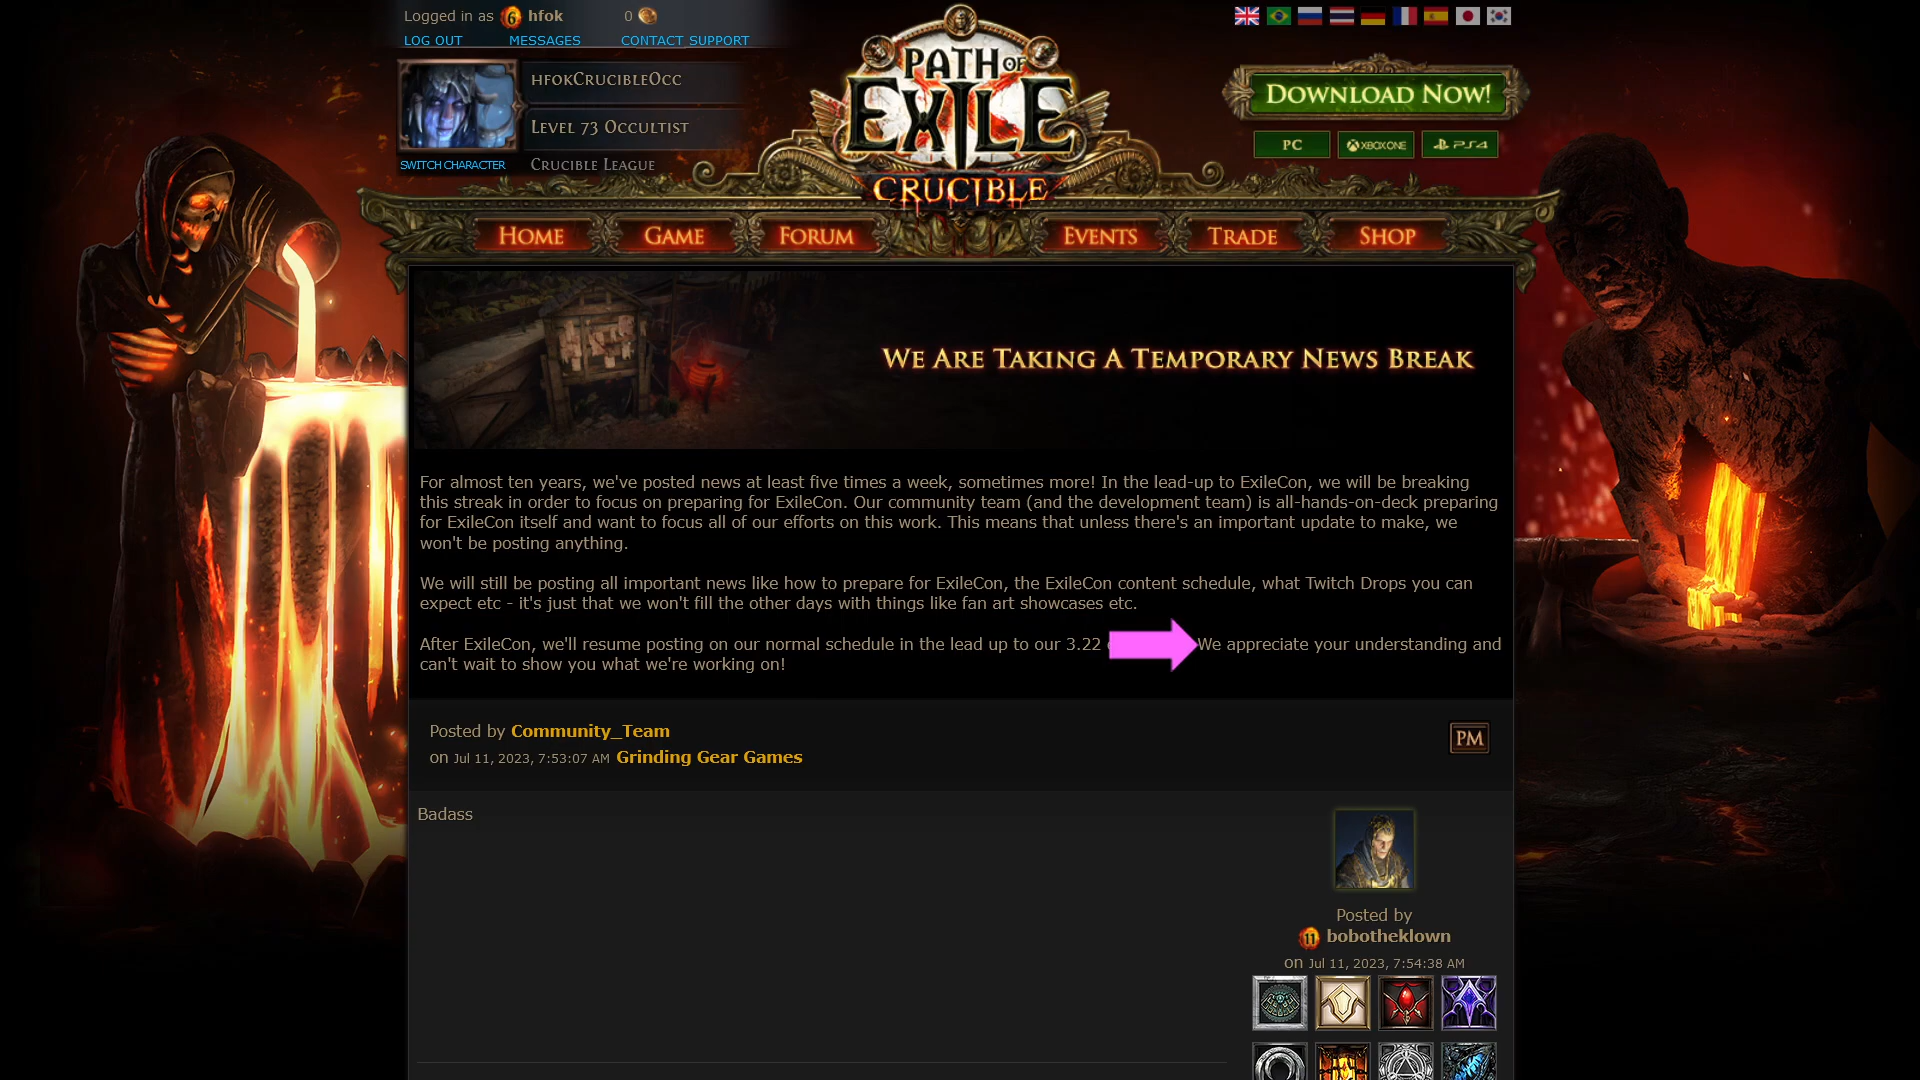 Logged in as 6 hfok 0
LOG OUT MESSAGES CONTACT SUPPORT
hfokCrucibleOcc
Level 73 Occultist
SWITCH CHARACTER Crucible League
PATH OF EXILE
CRUCIBLE
Download Now!
PC XBOX ONE PS4
Home Game Forum Events Trade Shop
We Are Taking A Temporary News Break
For almost ten years, we've posted news at least five times a week, sometimes more! In the lead-up to ExileCon, we will be breaking
this streak in order to focus on preparing for ExileCon. Our community team (and the development team) is all-hands-on-deck preparing
for ExileCon itself and want to focus all of our efforts on this work. This means that unless there's an important update to make, we
won't be posting anything.
We will still be posting all important news like how to prepare for ExileCon, the ExileCon content schedule, what Twitch Drops you can
expect etc - it's just that we won't fill the other days with things like fan art showcases etc.
After ExileCon, we'll resume posting on our normal schedule in the lead up to our 3.22 We appreciate your understanding and
can't wait to show you what we're working on!
Posted by Community_Team
on Jul 11, 2023, 7:53:07 AM Grinding Gear Games
PM
Badass
Posted by
11 bobotheklown
on Jul 11, 2023, 7:54:38 AM